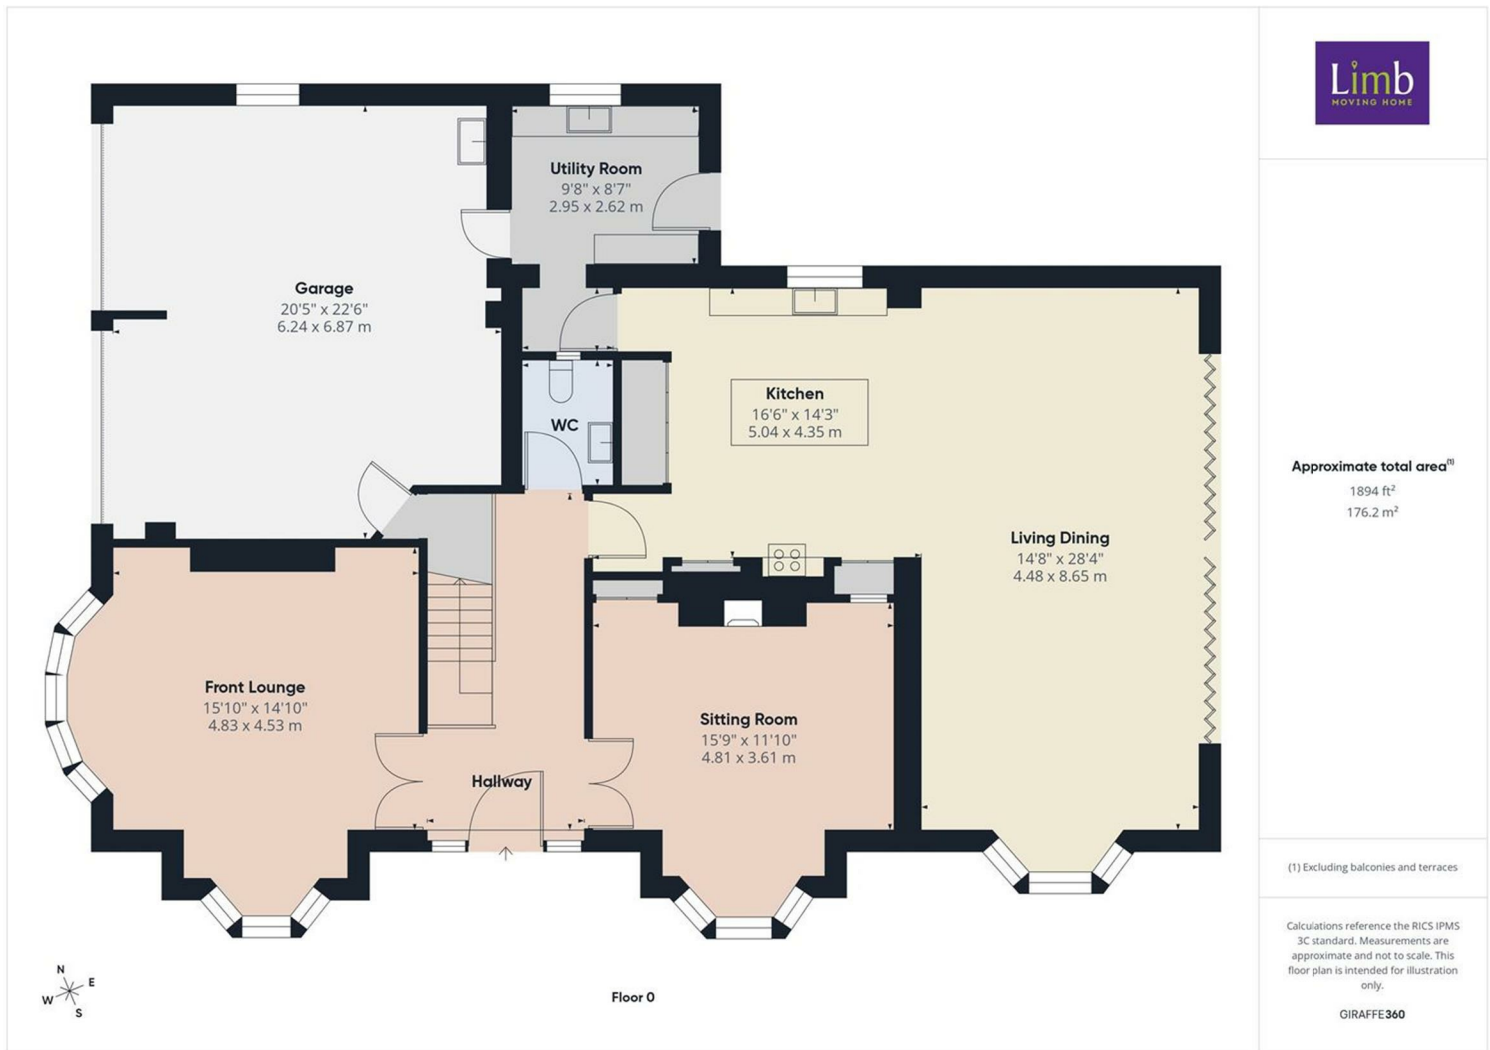 Limb
MOVING HOME
Utility Room
9'8" x 8'7"
2.95 x 2.62 m
Garage
20'5" x 22'6"
6.24 x 6.87 m
WC
Kitchen
16'6" x 14'3"
5.04 x 4.35 m
Living Dining
14'8" x 28'4"
4.48 x 8.65 m
Front Lounge
15'10" x 14'10"
4.83 x 4.53 m
Sitting Room
15'9" x 11'10"
4.81 x 3.61 m
Hallway
N
E
W
S
Floor 0
Approximate total area(1)
1894 ft²
176.2 m²
(1) Excluding balconies and terraces
Calculations reference the RICS IPMS
3C standard. Measurements are
approximate and not to scale. This
floor plan is intended for illustration
only.
GIRAFFE360